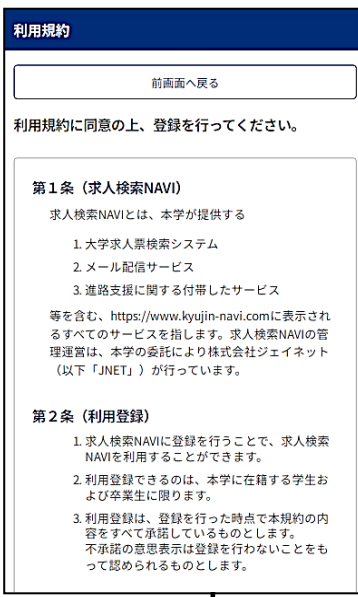 利用規約
前画面へ戻る
利用規約に同意の上、登録を行ってください。
第１条（求人検索NAVI）
求人検索NAVIとは、本学が提供する
1. 大学求人票検索システム
2. メール配信サービス
3. 進路支援に関する付帯したサービス
等を含む、https://www.kyujin-navi.comに表示され
るすべてのサービスを指します。求人検索NAVIの管
理運営は、本学の委託により株式会社ジェイネット
（以下「JNET」）が行っています。
第２条（利用登録）
1. 求人検索NAVIに登録を行うことで、求人検索
NAVIを利用することができます。
2. 利用登録できるのは、本学に在籍する学生お
よび卒業生に限ります。
3. 利用登録は、登録を行った時点で本規約の内
容をすべて承諾しているものとします。
不承諾の意思表示は登録を行わないことをも
って認められるものとします。